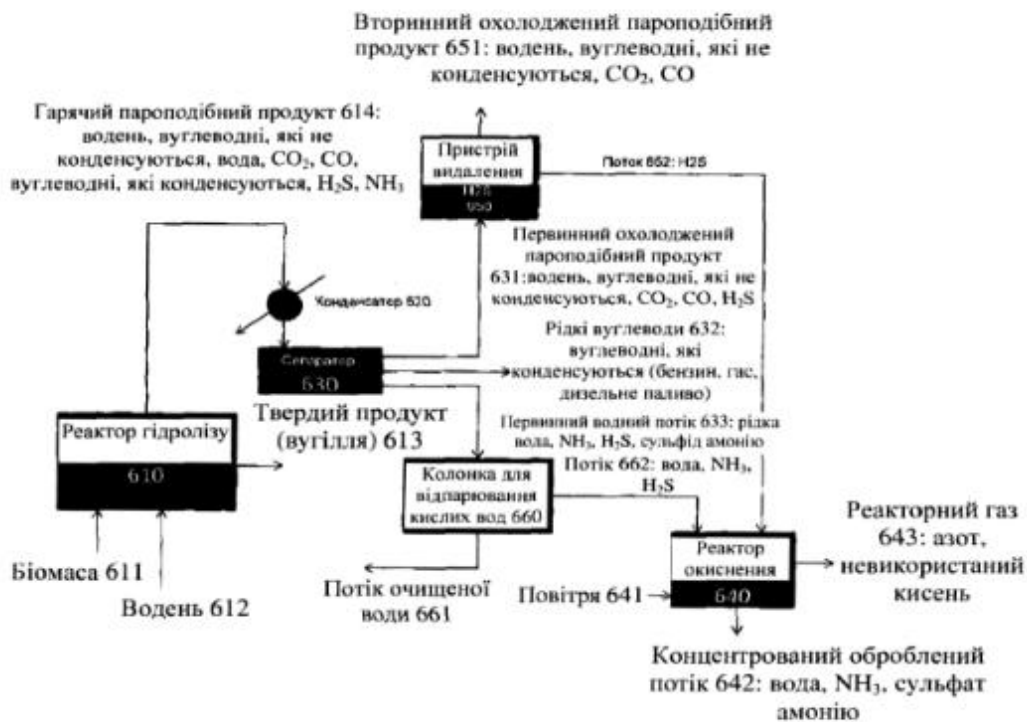 Вторинний охолоджений пароподібний
продукт 651: водень, вуглеводні, які не
конденсуються, CO₂, CO
Гарячий пароподібний продукт 614:
водень, вуглеводні, які не
конденсуються, вода, CO₂, CO,
вуглеводні, які конденсуються, H₂S, NH₃
Пристрій
видалення
H2S
650
Поток 652: H2S
Первинний охолоджений
пароподібний продукт
631:водень, вуглеводні, які не
конденсуються, CO₂, CO, H₂S
Конденсатор 620
Рідкі вуглеводи 632:
вуглеводні, які
конденсуються (бензин, гас,
дизельне паливо)
Сепаратор
630
Твердий продукт
(вугілля) 613
Первинний водний потік 633: рідка
вода, NH₃, H₂S, сульфід амонію
Реактор гідролізу
610
Потік 662: вода, NH₃,
H₂S
Колонка для
відпарювання
кислих вод 660
Реакторний газ
643: азот,
невикористаний
кисень
Реактор
окиснення
640
Біомаса 611
Водень 612
Потік очищеної
води 661
Повітря 641
Концентрований оброблений
потік 642: вода, NH₃, сульфат
амонію